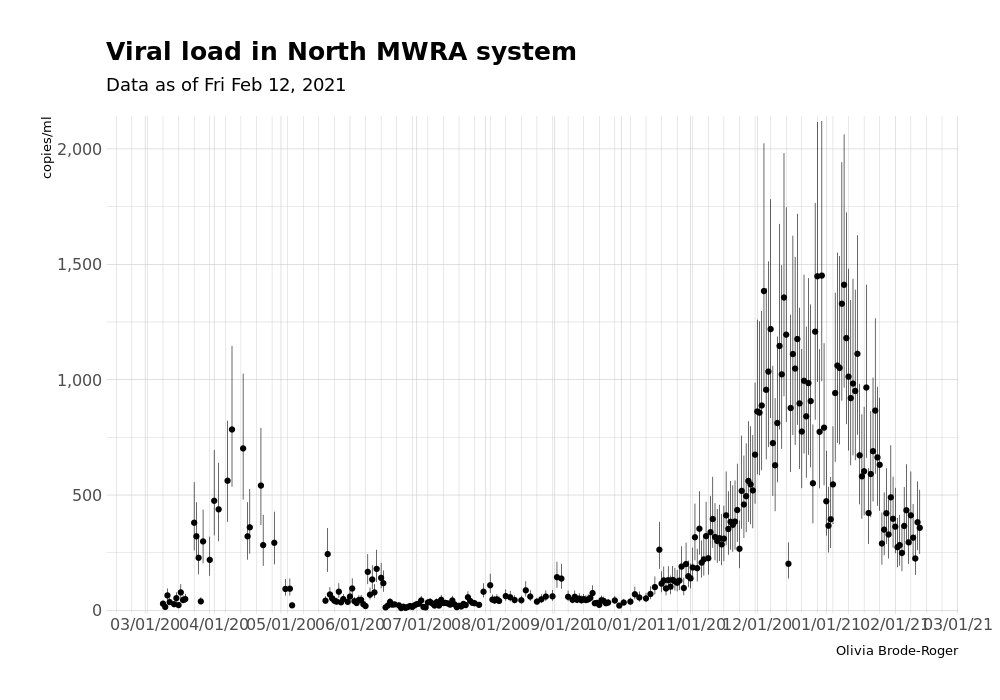 Viral load in North MWRA system
Data as of Fri Feb 12, 2021
copies/ml
2,000
1,500
1,000
500
0
03/01/20 04/01/20 05/01/20 06/01/20 07/01/20 08/01/20 09/01/20 10/01/20 11/01/20 12/01/20 01/01/21 02/01/21 03/01/21
Olivia Brode-Roger